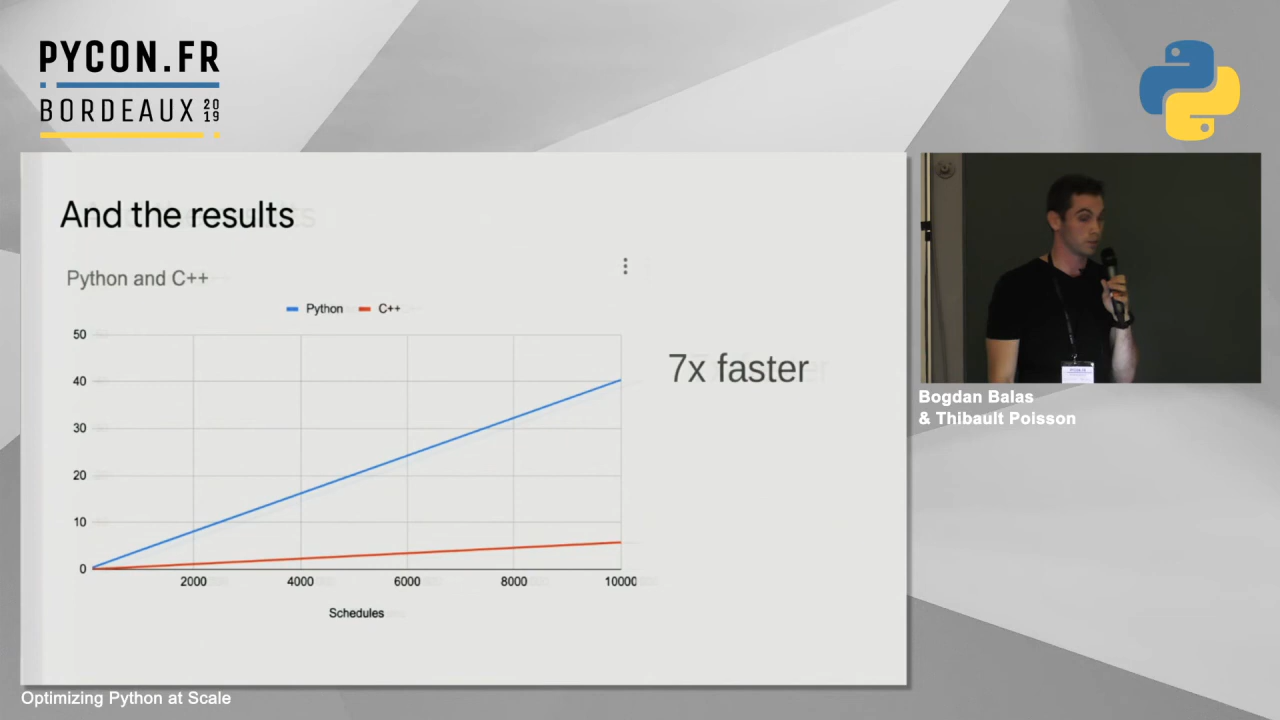 PYCON.FR
BORDEAUX 2019
And the results
Python and C++
Python C++
50
40
30
20
10
0
2000 4000 6000 8000 10000
Schedules
7x faster
Bogdan Balas
& Thibault Poisson
Optimizing Python at Scale